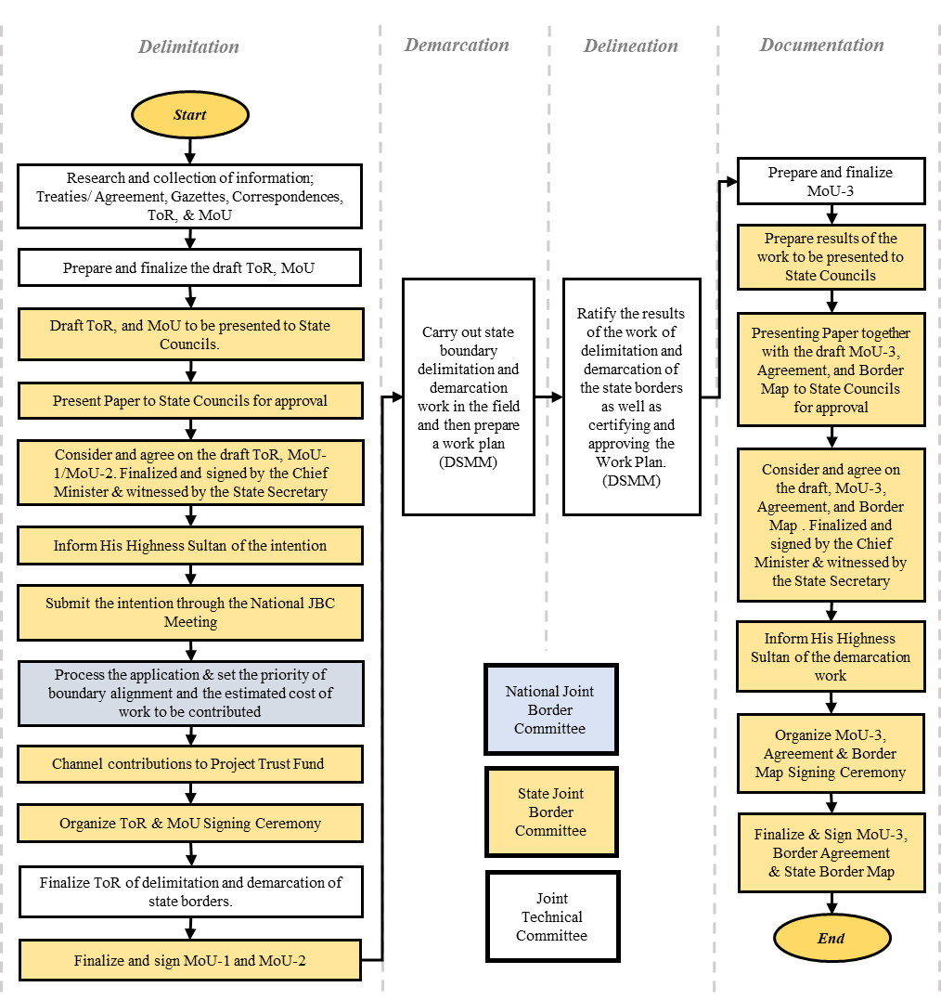 Delimitation
Demarcation
Delineation
Documentation
Start
Research and collection of information;
Treaties/ Agreement, Gazettes, Correspondences,
ToR, & MoU
Prepare and finalize the draft ToR, MoU
Draft ToR, and MoU to be presented to State
Councils.
Present Paper to State Councils for approval
Consider and agree on the draft ToR, MoU-
1/MoU-2. Finalized and signed by the Chief
Minister & witnessed by the State Secretary
Inform His Highness Sultan of the intention
Submit the intention through the National JBC
Meeting
Process the application & set the priority of
boundary alignment and the estimated cost of
work to be contributed
Channel contributions to Project Trust Fund
Organize ToR & MoU Signing Ceremony
Finalize ToR of delimitation and demarcation of
state borders.
Finalize and sign MoU-1 and MoU-2
Carry out state
boundary
delimitation and
demarcation
work in the field
and then prepare
a work plan
(DSMM)
Ratify the results
of the work of
delimitation and
demarcation of
the state borders
as well as
certifying and
approving the
Work Plan.
(DSMM)
Prepare and finalize
MoU-3
Prepare results of the
work to be presented to
State Councils
Presenting Paper together
with the draft MoU-3,
Agreement, and Border
Map to State Councils
for approval
Consider and agree on
the draft, MoU-3,
Agreement, and Border
Map . Finalized and
signed by the Chief
Minister & witnessed by
the State Secretary
Inform His Highness
Sultan of the demarcation
work
Organize MoU-3,
Agreement & Border
Map Signing Ceremony
Finalize & Sign MoU-3,
Border Agreement
& State Border Map
End
National Joint
Border
Committee
State Joint
Border
Committee
Joint
Technical
Committee